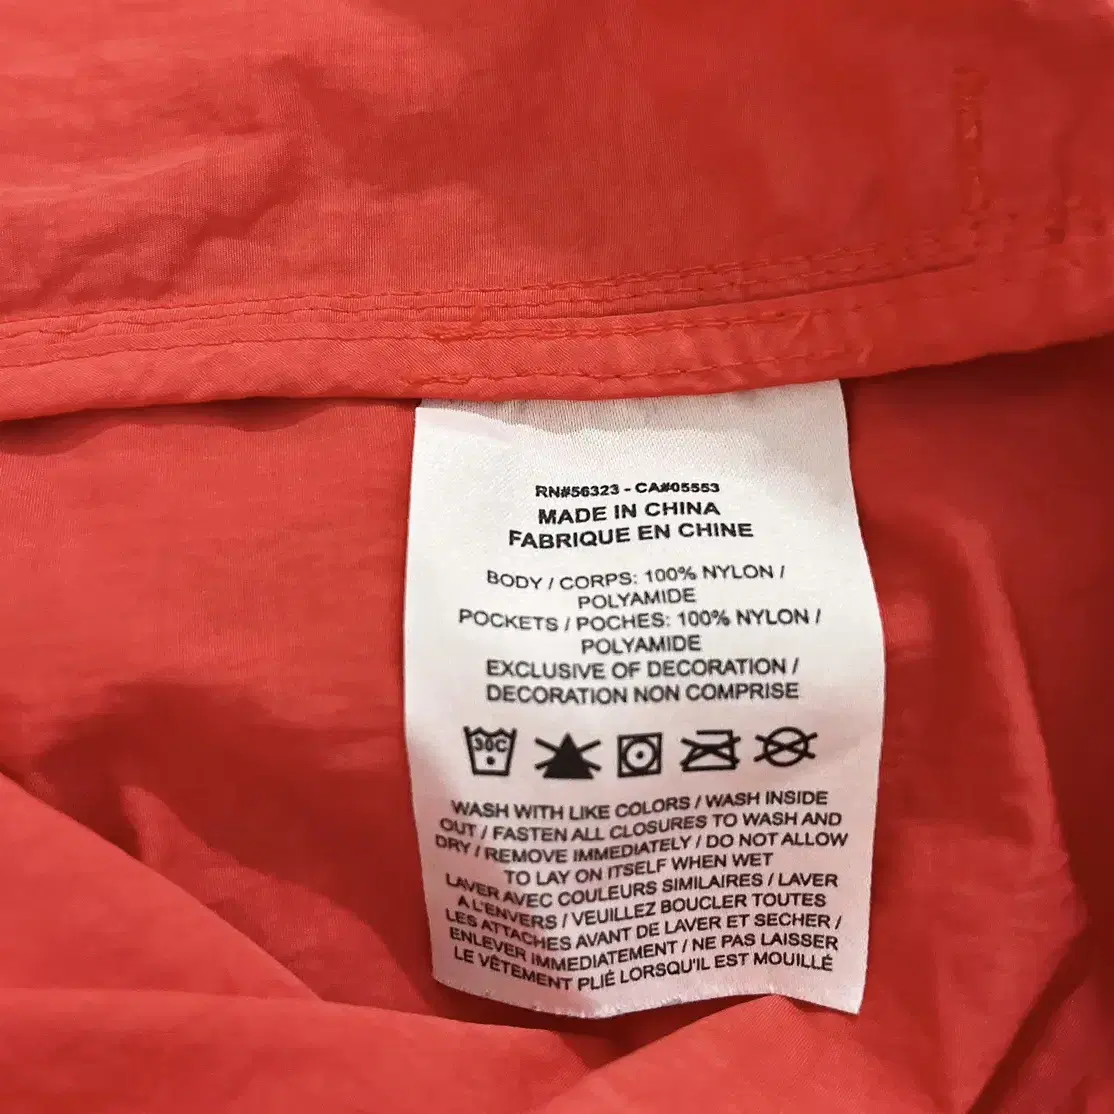 RN#56323 - CA#05553
MADE IN CHINA
FABRIQUE EN CHINE
BODY / CORPS: 100% NYLON /
POLYAMIDE
POCKETS / POCHES: 100% NYLON /
POLYAMIDE
EXCLUSIVE OF DECORATION /
DECORATION NON COMPRISE
30C
WASH WITH LIKE COLORS / WASH INSIDE
OUT / FASTEN ALL CLOSURES TO WASH AND
DRY / REMOVE IMMEDIATELY / DO NOT ALLOW
TO LAY ON ITSELF WHEN WET
LAVER AVEC COULEURS SIMILAIRES / LAVER
A L'ENVERS / VEUILLEZ BOUCLER TOUTES
LES ATTACHES AVANT DE LAVER ET SECHER /
ENLEVER IMMEDIATEMENT / NE PAS LAISSER
LE VÊTEMENT PLIÉ LORSQU'IL EST MOUILLÉ